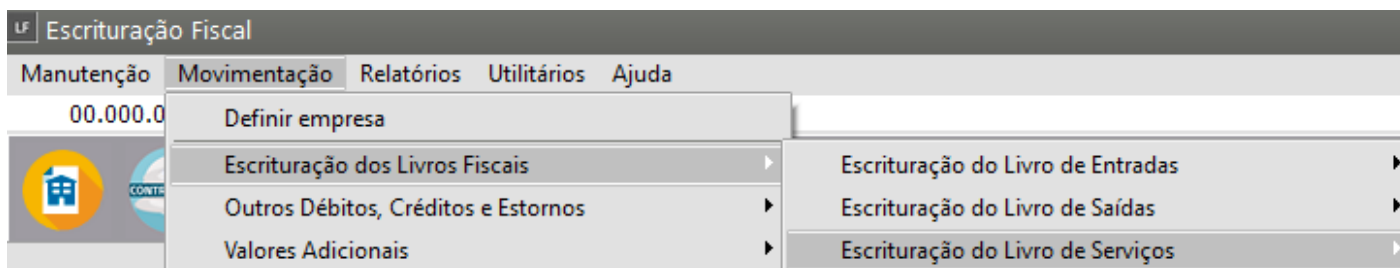 LF Escrituração Fiscal
Manutenção Movimentação Relatórios Utilitários Ajuda
00.000.0
Definir empresa
Escrituração dos Livros Fiscais
Outros Débitos, Créditos e Estornos
Valores Adicionais
Escrituração do Livro de Entradas
Escrituração do Livro de Saídas
Escrituração do Livro de Serviços
CONTR